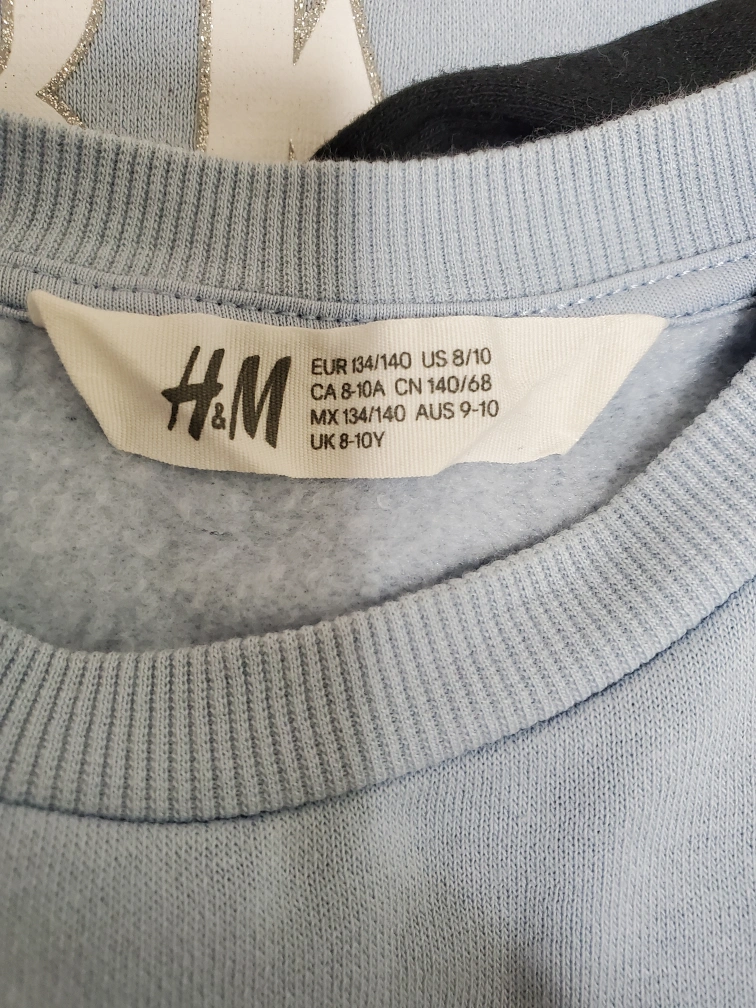 RK
H&M
EUR 134/140 US 8/10
CA 8-10A CN 140/68
MX 134/140 AUS 9-10
UK 8-10Y